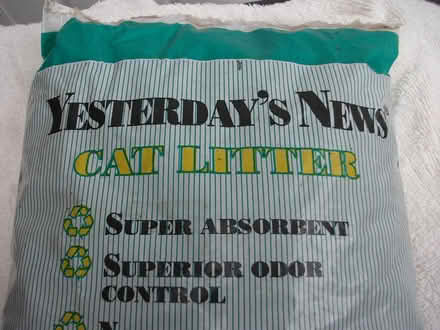 YESTERDAY'S NEWS
CAT LITTER
SUPER ABSORBENT
SUPERIOR ODOR
CONTROL